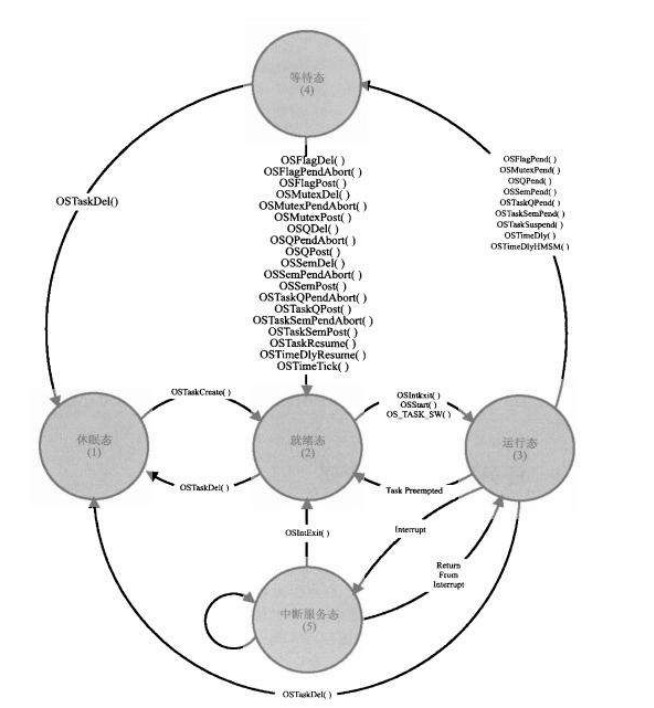 等待态
(4)
OSTaskDel()
OSFlagDel( )
OSFlagPendAbort( )
OSFlagPost( )
OSMutexDel( )
OSMutexPendAbort( )
OSMutexPost( )
OSQDel( )
OSQPendAbort( )
OSQPost( )
OSSemDel( )
OSSemPendAbort( )
OSSemPost( )
OSTaskQPendAbort( )
OSTaskQPost( )
OSTaskSemPendAbort( )
OSTaskSemPost( )
OSTaskResume( )
OSTimeDlyResume( )
OSTimeTick( )
OSFlagPend( )
OSMutexPend( )
OSQPend( )
OSSemPend( )
OSTaskQPend( )
OSTaskSemPend( )
OSTaskSuspend( )
OSTimeDly( )
OSTimeDlyHMSM( )
休眠态
(1)
OSTaskCreate( )
OSTaskDel( )
就绪态
(2)
OSIntExit( )
OSStart( )
OS_TASK_SW( )
Task Preempted
运行态
(3)
OSIntExit( )
Interrupt
Return
From
Interrupt
中断服务态
(5)
OSTaskDel( )